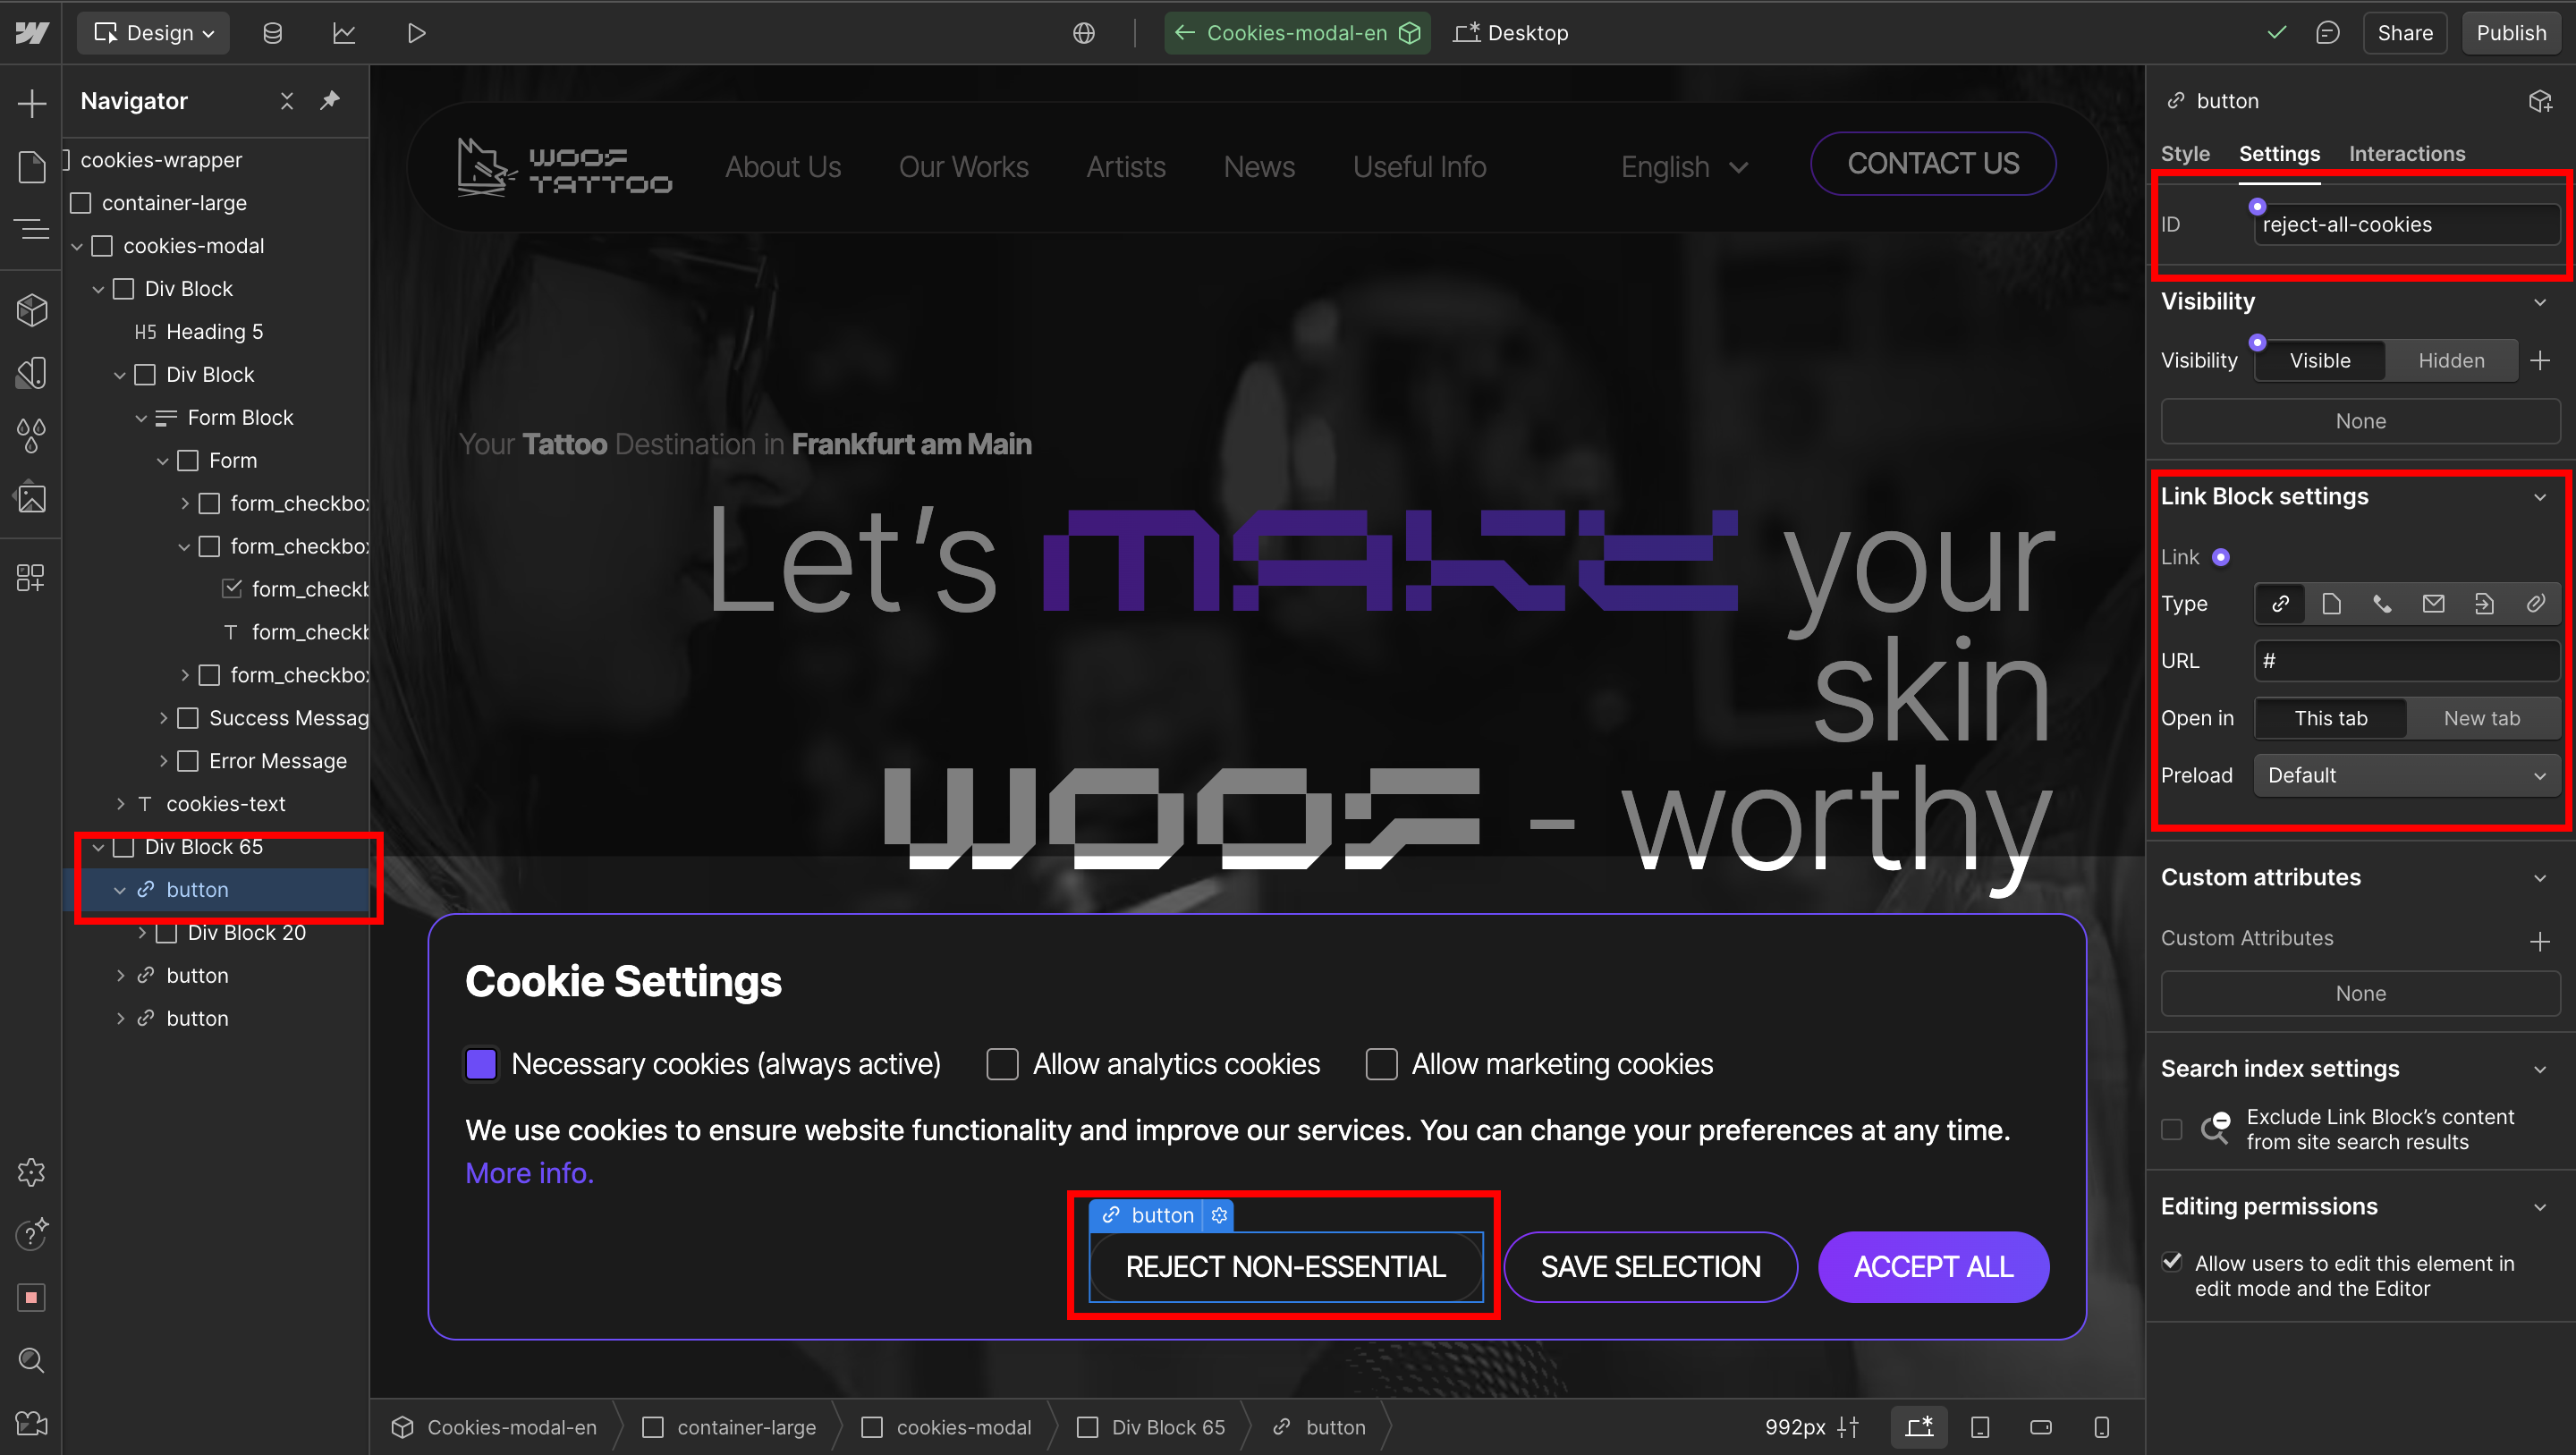 Design
Cookies-modal-en
Desktop
Share
Publish
Navigator
cookies-wrapper
container-large
cookies-modal
Div Block
H5 Heading 5
Div Block
Form Block
Form
form_checkbox
form_checkbox
form_checkb
T form_checkb
form_checkbox
Success Messag
Error Message
T cookies-text
Div Block 65
button
Div Block 20
button
button
WOOF
TATTOO
About Us
Our Works
Artists
News
Useful Info
English
CONTACT US
Your Tattoo Destination in Frankfurt am Main
Let's MAKE your
skin
WOOF - worthy
Cookie Settings
Necessary cookies (always active)
Allow analytics cookies
Allow marketing cookies
We use cookies to ensure website functionality and improve our services. You can change your preferences at any time.
More info.
button
REJECT NON-ESSENTIAL
SAVE SELECTION
ACCEPT ALL
Cookies-modal-en
container-large
cookies-modal
Div Block 65
button
992px
button
Style
Settings
Interactions
ID
reject-all-cookies
Visibility
Visibility
Visible
Hidden
None
Link Block settings
Link
Type
URL
#
Open in
This tab
New tab
Preload
Default
Custom attributes
Custom Attributes
None
Search index settings
Exclude Link Block's content
from site search results
Editing permissions
Allow users to edit this element in
edit mode and the Editor